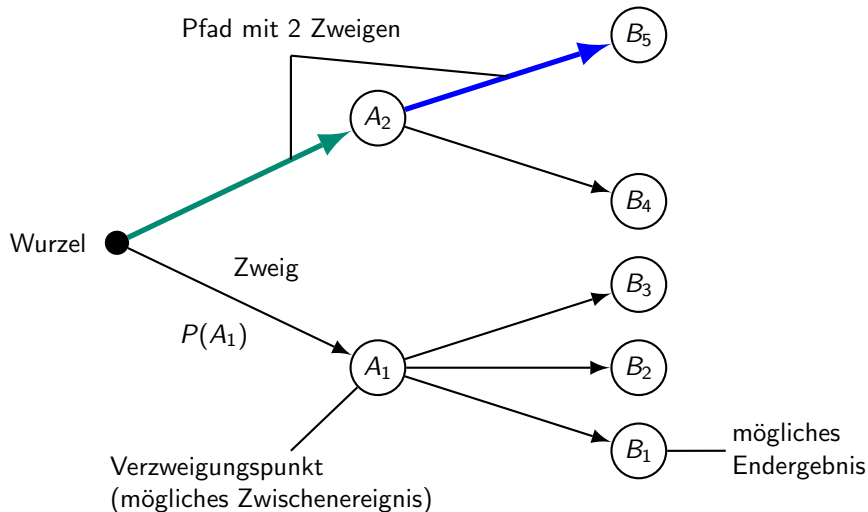 Pfad mit 2 Zweigen
B₅
A₂
B₄
Wurzel
Zweig
B₃
P(A₁)
A₁
B₂
B₁
mögliches
Endergebnis
Verzweigungspunkt
(mögliches Zwischenereignis)